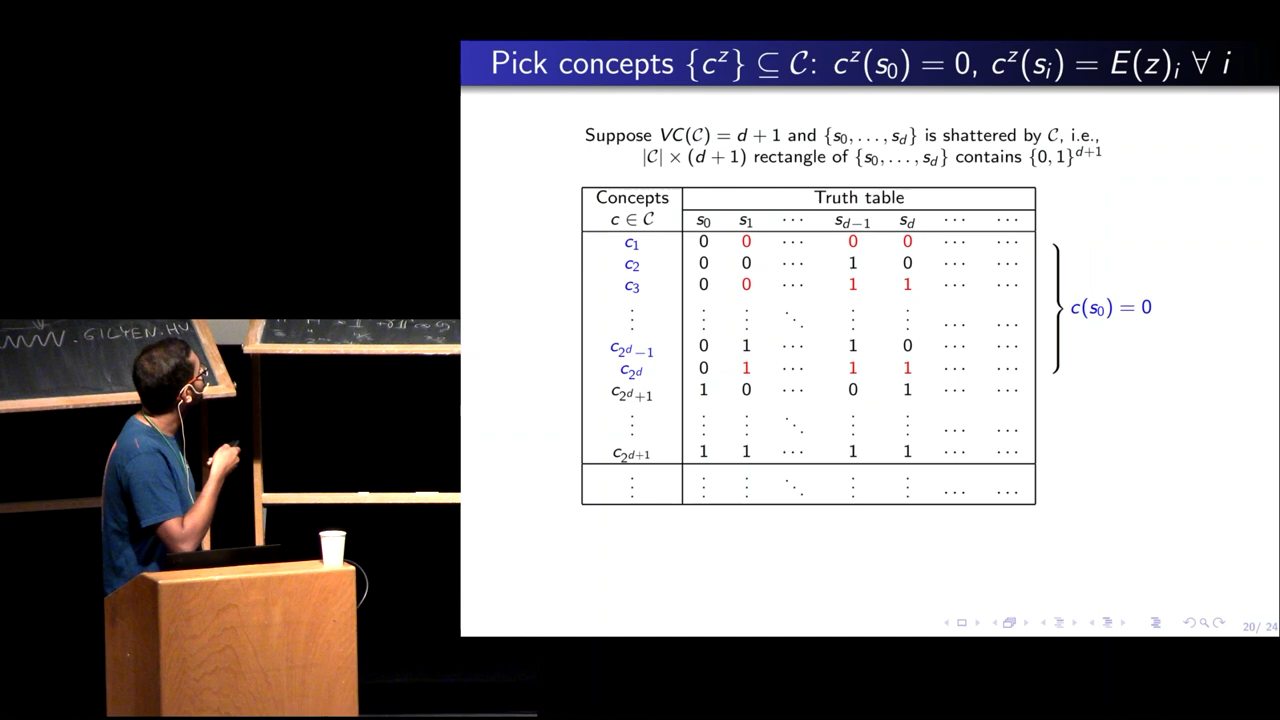 Pick concepts {c^z} ⊆ 𝒞: c^z(s_0) = 0, c^z(s_i) = E(z)_i ∀ i
Suppose VC(𝒞) = d + 1 and {s_0, . . . , s_d} is shattered by 𝒞, i.e.,
|𝒞| × (d + 1) rectangle of {s_0, . . . , s_d} contains {0, 1}^{d+1}
Concepts Truth table
c ∈ 𝒞 s_0 s_1 ⋯ s_{d−1} s_d ⋯ ⋯
c_1 0 0 ⋯ 0 0 ⋯ ⋯
c_2 0 0 ⋯ 1 0 ⋯ ⋯
c_3 0 0 ⋯ 1 1 ⋯ ⋯
⋮ ⋮ ⋮ ⋱ ⋮ ⋮ ⋯ ⋯
c(s_0) = 0
c_{2^d−1} 0 1 ⋯ 1 0 ⋯ ⋯
c_{2^d} 0 1 ⋯ 1 1 ⋯ ⋯
c_{2^d+1} 1 0 ⋯ 0 1 ⋯ ⋯
⋮ ⋮ ⋮ ⋱ ⋮ ⋮ ⋯ ⋯
c_{2^{d+1}} 1 1 ⋯ 1 1 ⋯ ⋯
⋮ ⋮ ⋮ ⋱ ⋮ ⋮ ⋯ ⋯
20/ 24
.GILYEN.HU